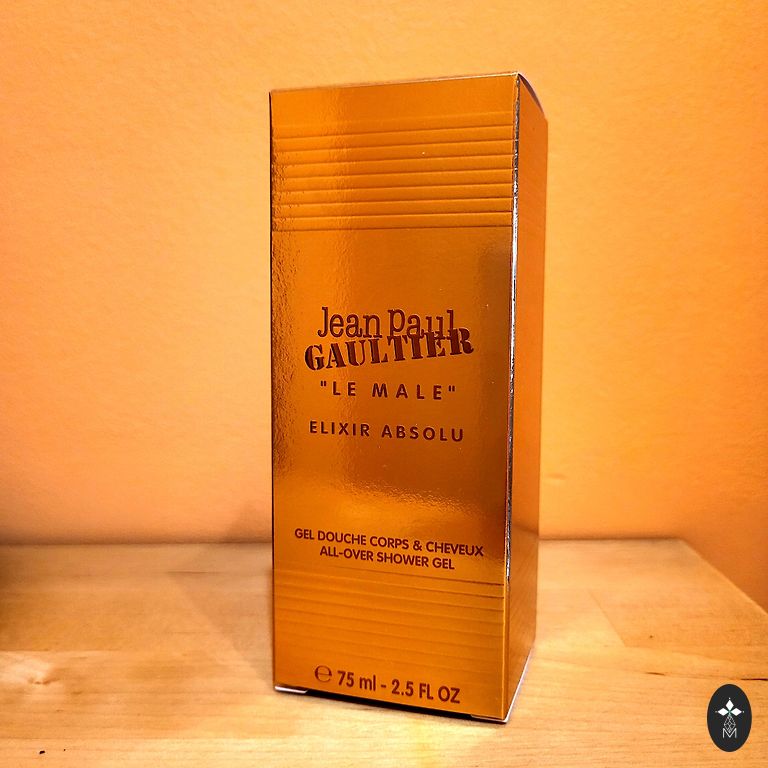 Jean Paul
GAULTIER
"LE MALE"
ELIXIR ABSOLU
GEL DOUCHE CORPS & CHEVEUX
ALL-OVER SHOWER GEL
℮ 75 ml - 2.5 FL OZ
M